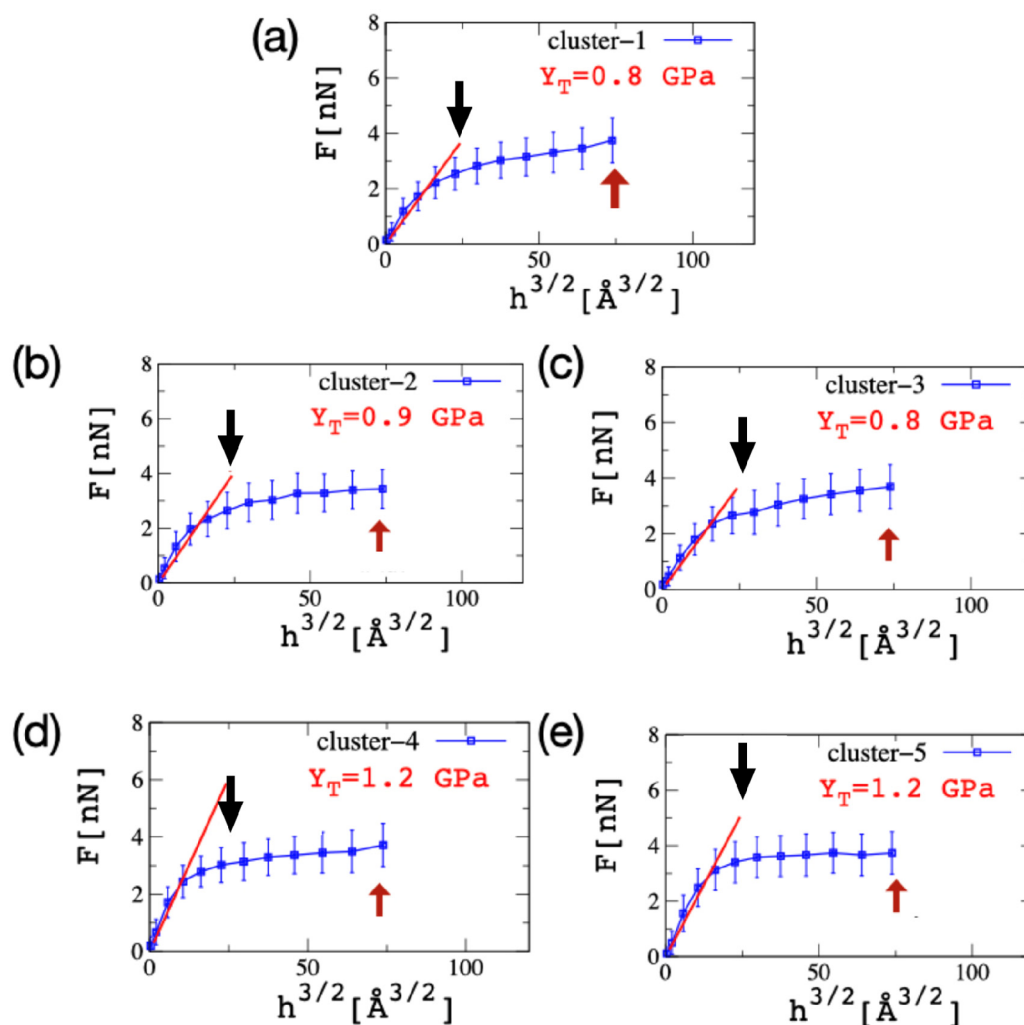 (a)
8
cluster-1
Y_T=0.8 GPa
6
F[nN]
4
2
0
0 50 100
h^3/2[Å^3/2]
(b)
8
cluster-2
Y_T=0.9 GPa
6
F[nN]
4
2
0
0 50 100
h^3/2[Å^3/2]
(c)
8
cluster-3
Y_T=0.8 GPa
6
F[nN]
4
2
0
0 50 100
h^3/2[Å^3/2]
(d)
8
cluster-4
Y_T=1.2 GPa
6
F[nN]
4
2
0
0 50 100
h^3/2[Å^3/2]
(e)
8
cluster-5
Y_T=1.2 GPa
6
F[nN]
4
2
0
0 50 100
h^3/2[Å^3/2]